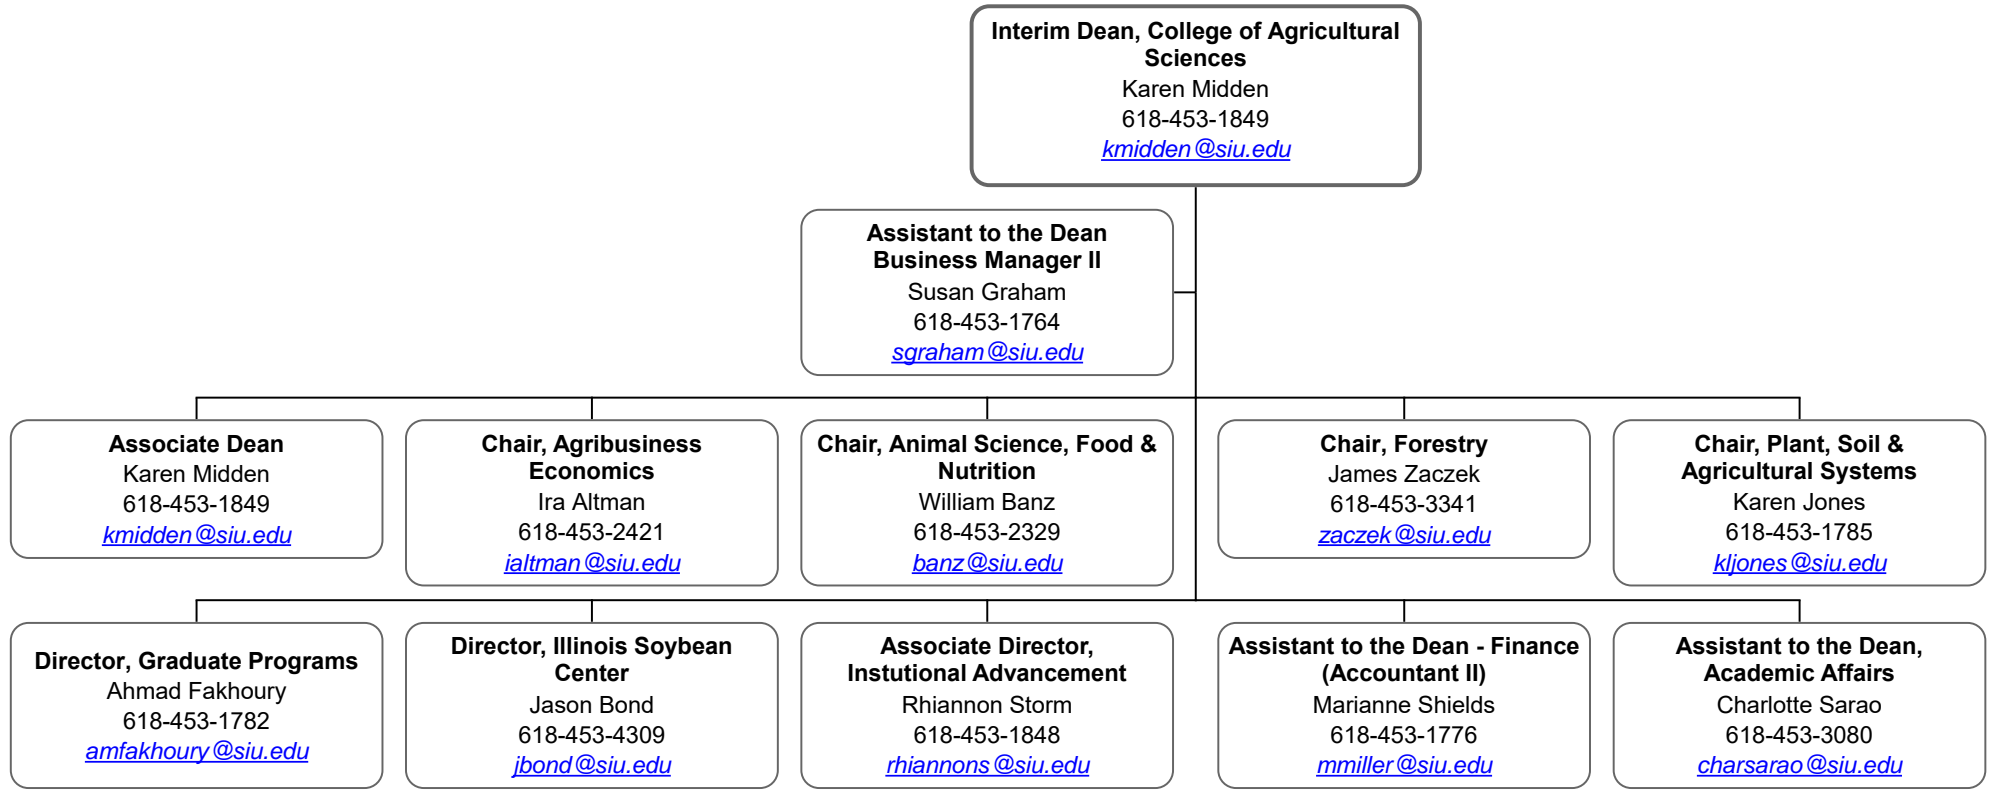 Interim Dean, College of Agricultural
Sciences
Karen Midden
618-453-1849
kmidden@siu.edu
Assistant to the Dean
Business Manager II
Susan Graham
618-453-1764
sgraham@siu.edu
Associate Dean
Karen Midden
618-453-1849
kmidden@siu.edu
Chair, Agribusiness
Economics
Ira Altman
618-453-2421
ialtman@siu.edu
Chair, Animal Science, Food &
Nutrition
William Banz
618-453-2329
banz@siu.edu
Chair, Forestry
James Zaczek
618-453-3341
zaczek@siu.edu
Chair, Plant, Soil &
Agricultural Systems
Karen Jones
618-453-1785
kljones@siu.edu
Director, Graduate Programs
Ahmad Fakhoury
618-453-1782
amfakhoury@siu.edu
Director, Illinois Soybean
Center
Jason Bond
618-453-4309
jbond@siu.edu
Associate Director,
Instutional Advancement
Rhiannon Storm
618-453-1848
rhiannons@siu.edu
Assistant to the Dean - Finance
(Accountant II)
Marianne Shields
618-453-1776
mmiller@siu.edu
Assistant to the Dean,
Academic Affairs
Charlotte Sarao
618-453-3080
charsarao@siu.edu